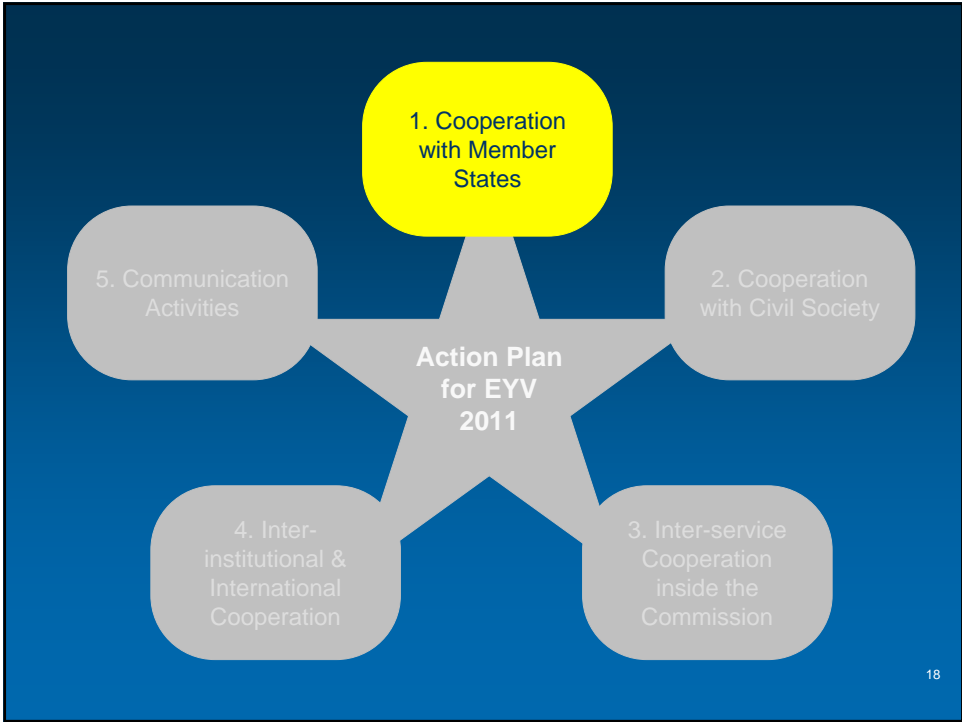 1. Cooperation
with Member
States
2. Cooperation
with Civil Society
3. Inter-service
Cooperation
inside the
Commission
4. Inter-
institutional &
International
Cooperation
5. Communication
Activities
Action Plan
for EYV
2011
18